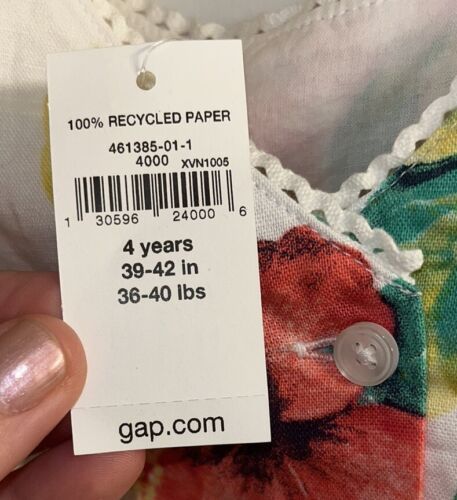 100% RECYCLED PAPER
461385-01-1
4000 XVN1005
1 30596 24000 6
4 years
39-42 in
36-40 lbs
gap.com